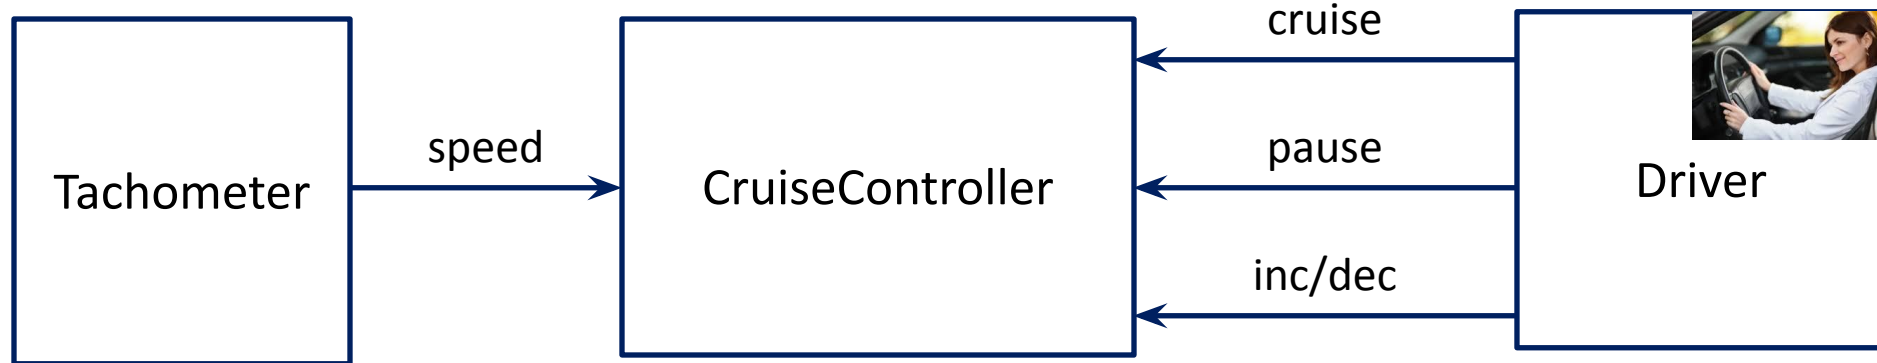 Tachometer
speed
CruiseController
cruise
pause
inc/dec
Driver